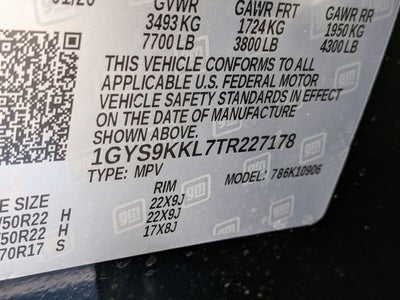 GVWR GAWR FRT GAWR RR
3493 KG 1724 KG 1950 KG
7700 LB 3800 LB 4300 LB
THIS VEHICLE CONFORMS TO ALL
APPLICABLE U.S. FEDERAL MOTOR
VEHICLE SAFETY STANDARDS IN EFFECT
ON THE DATE OF MANUFACTURE
SHOWN ABOVE.
1GYS9KKL7TR227178
TYPE: MPV MODEL: 786K10906
E SIZE RIM
/50R22 H 22X9J
/50R22 H 22X9J
70R17 S 17X8J
gm